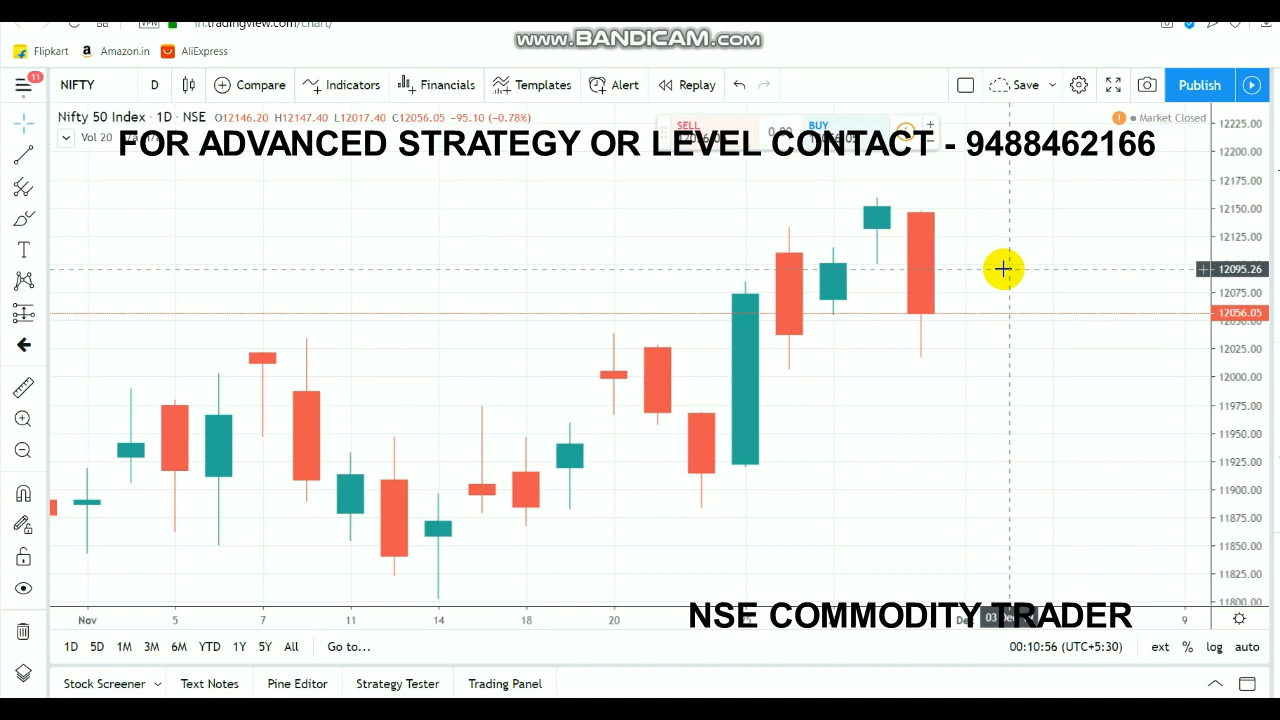 in.tradingview.com/chart/
www.BANDICAM.com
Flipkart Amazon.in AliExpress
11
NIFTY D Compare Indicators Financials Templates Alert Replay Save Publish
Nifty 50 Index · 1D · NSE O12146.20 H12147.40 L12017.40 C12056.05 −95.10 (−0.78%)
Market Closed
Vol 20
SELL BUY
FOR ADVANCED STRATEGY OR LEVEL CONTACT - 9488462166
12225.00
12200.00
12175.00
12150.00
12125.00
12095.26
12075.00
12056.05
12025.00
12000.00
11975.00
11950.00
11925.00
11900.00
11875.00
11850.00
11825.00
11800.00
NSE COMMODITY TRADER
Nov 5 7 11 14 18 20 9
1D 5D 1M 3M 6M YTD 1Y 5Y All Go to... 00:10:56 (UTC+5:30) ext % log auto
Stock Screener Text Notes Pine Editor Strategy Tester Trading Panel